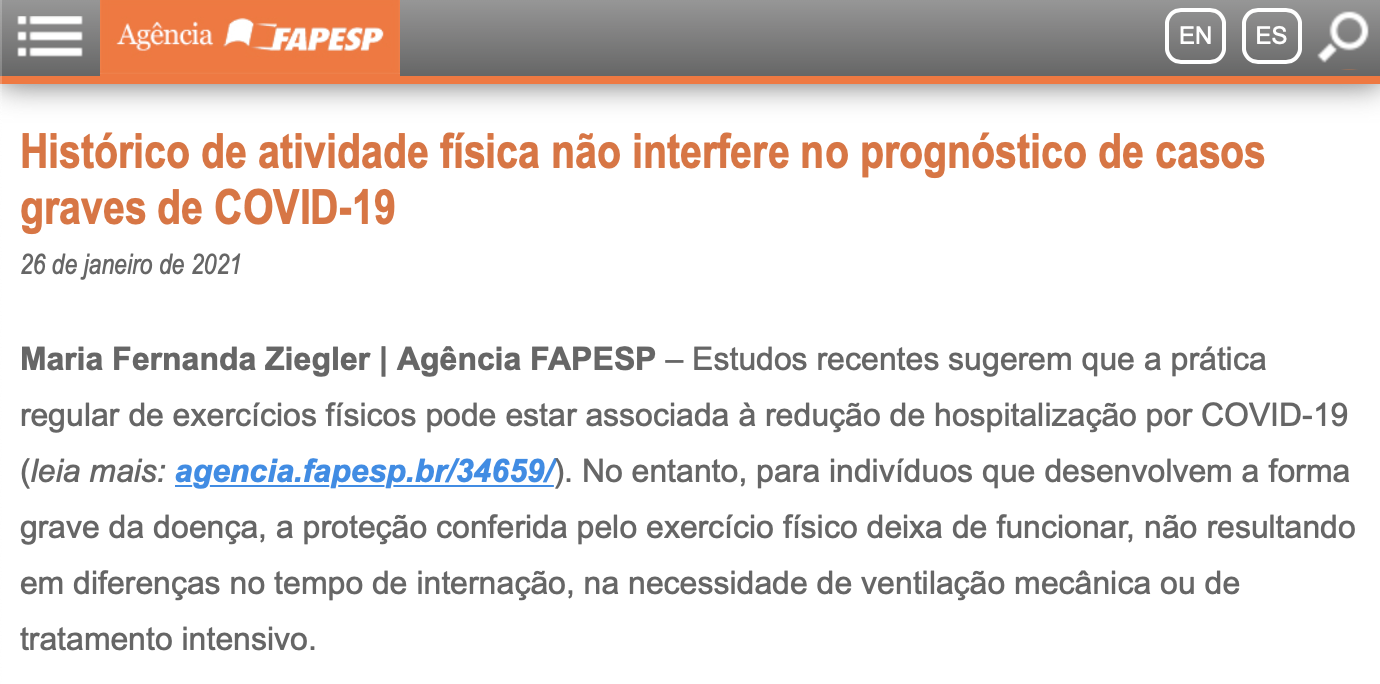 Agência FAPESP
EN
ES
Histórico de atividade física não interfere no prognóstico de casos
graves de COVID-19
26 de janeiro de 2021
Maria Fernanda Ziegler | Agência FAPESP – Estudos recentes sugerem que a prática
regular de exercícios físicos pode estar associada à redução de hospitalização por COVID-19
(leia mais: agencia.fapesp.br/34659/). No entanto, para indivíduos que desenvolvem a forma
grave da doença, a proteção conferida pelo exercício físico deixa de funcionar, não resultando
em diferenças no tempo de internação, na necessidade de ventilação mecânica ou de
tratamento intensivo.